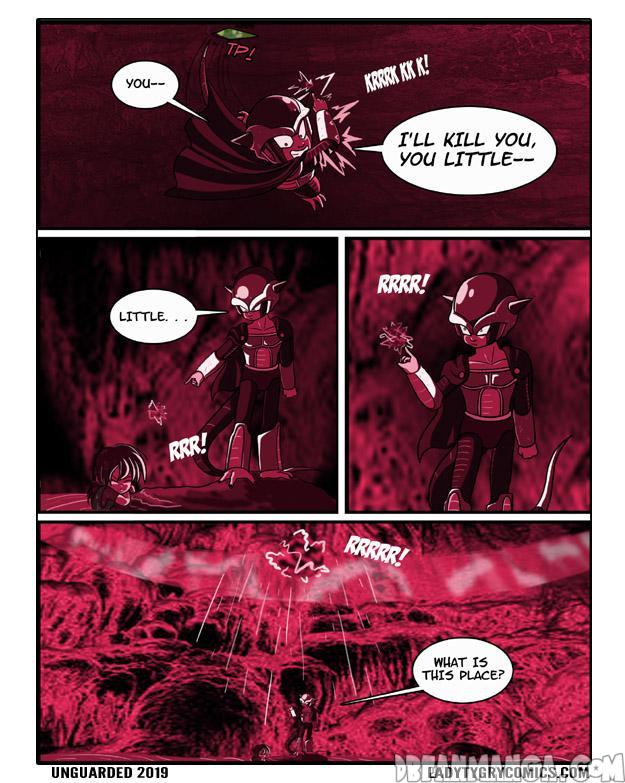 TP!
YOU--
KRRRK KK K!
I'LL KILL YOU,
YOU LITTLE--
LITTLE. . .
RRR!
RRRR!
RRRRR!
WHAT IS
THIS PLACE?
UNGUARDED 2019
LADYTYGRYCOMICS.COM
DBFANMANGA.COM